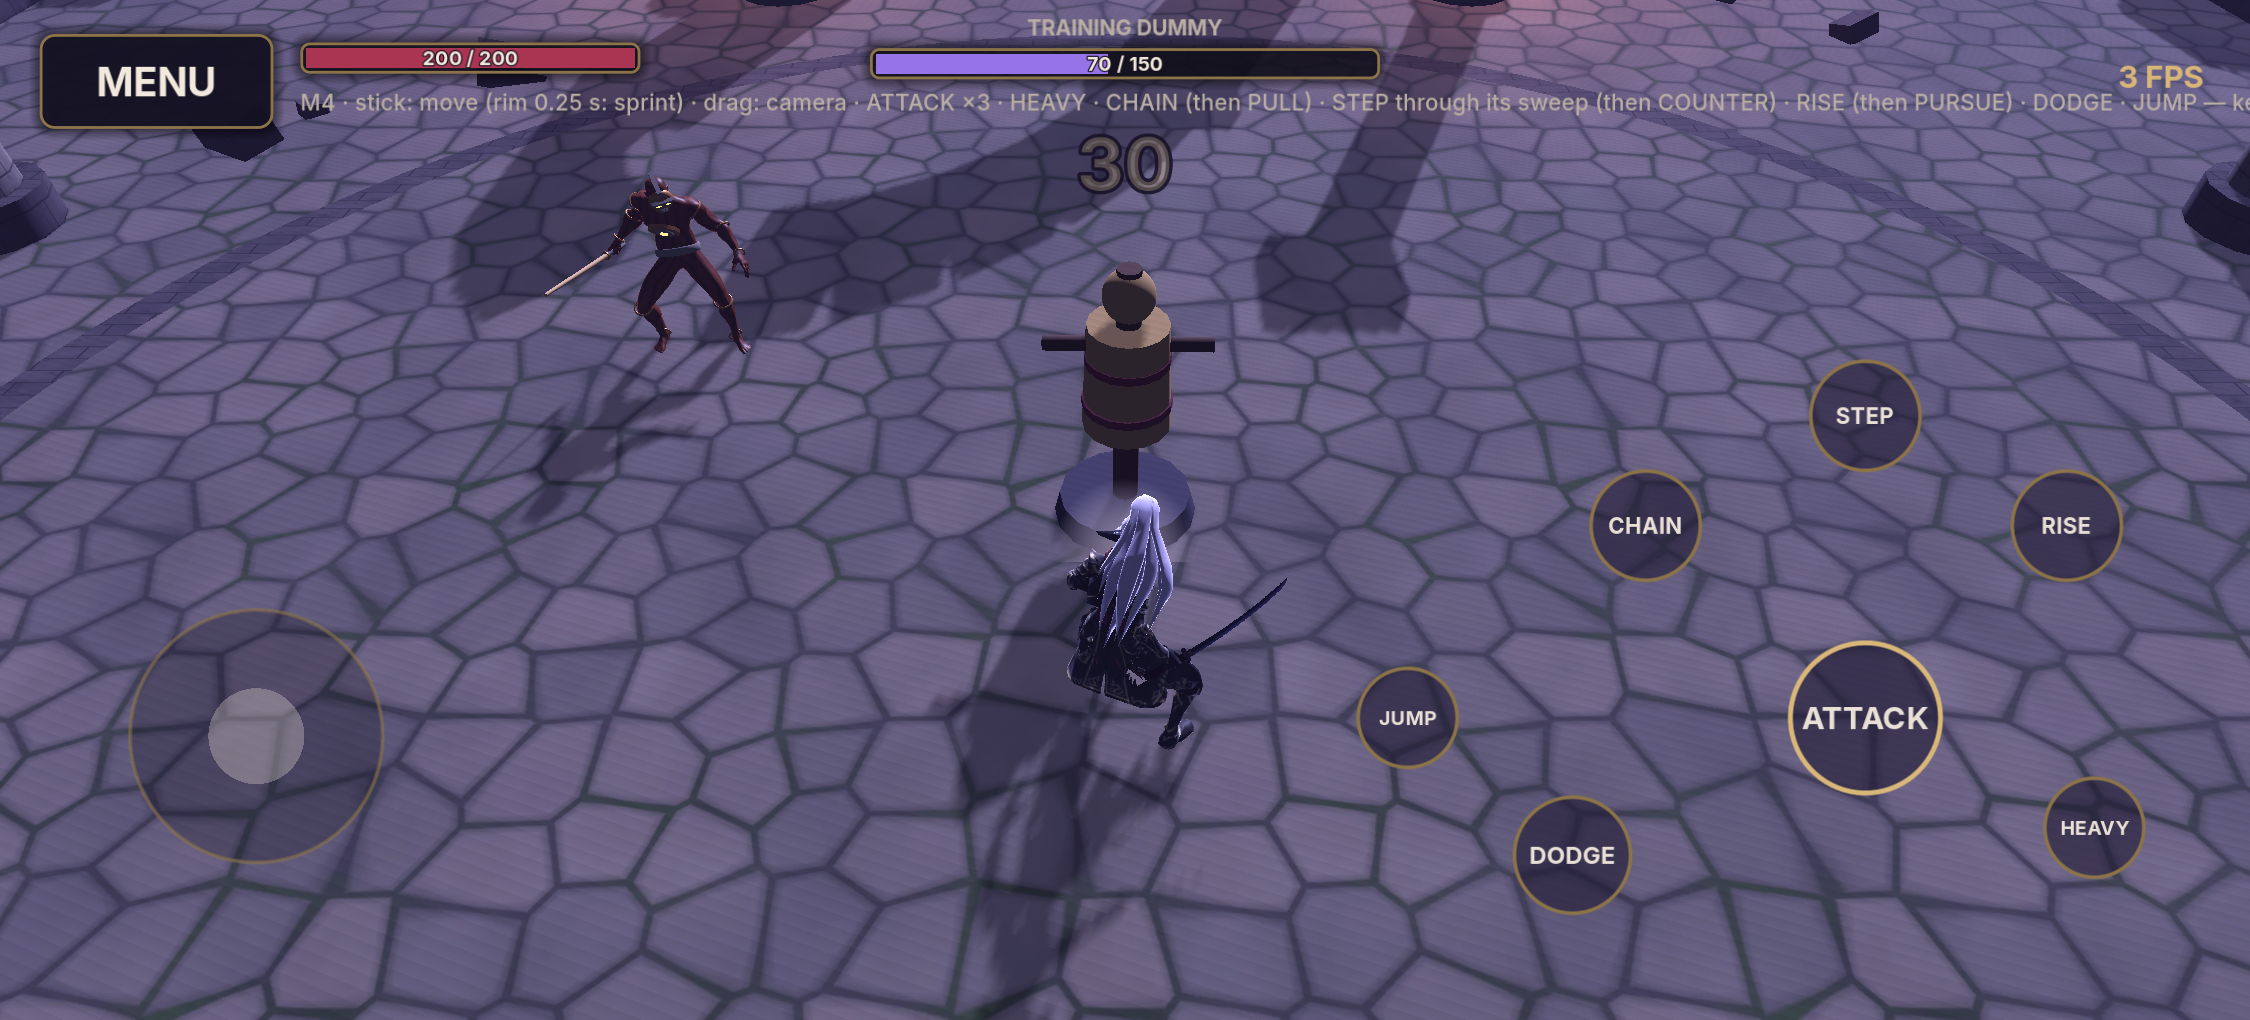 TRAINING DUMMY
MENU
200 / 200
70 / 150
3 FPS
M4 · stick: move (rim 0.25 s: sprint) · drag: camera · ATTACK ×3 · HEAVY · CHAIN (then PULL) · STEP through its sweep (then COUNTER) · RISE (then PURSUE) · DODGE · JUMP —
30
STEP
CHAIN
RISE
JUMP
ATTACK
HEAVY
DODGE